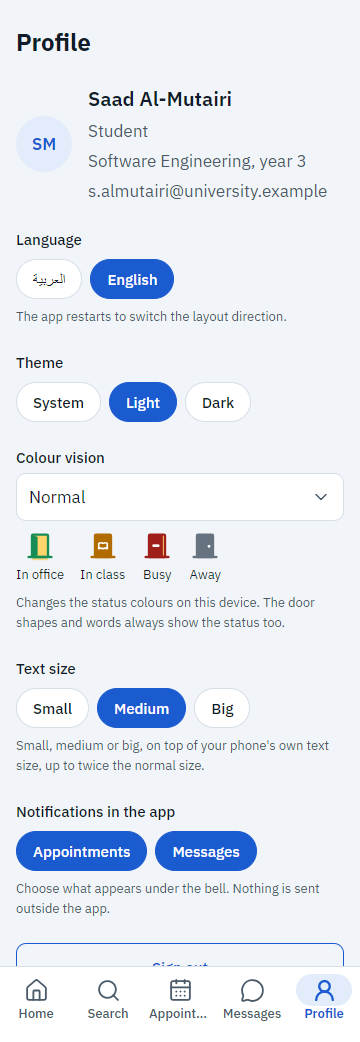 Profile
Saad Al-Mutairi
SM
Student
Software Engineering, year 3
s.almutairi@university.example
Language
العربية
English
The app restarts to switch the layout direction.
Theme
System
Light
Dark
Colour vision
Normal
In office
In class
Busy
Away
Changes the status colours on this device. The door
shapes and words always show the status too.
Text size
Small
Medium
Big
Small, medium or big, on top of your phone's own text
size, up to twice the normal size.
Notifications in the app
Appointments
Messages
Choose what appears under the bell. Nothing is sent
outside the app.
Sign out
Home
Search
Appoint...
Messages
Profile